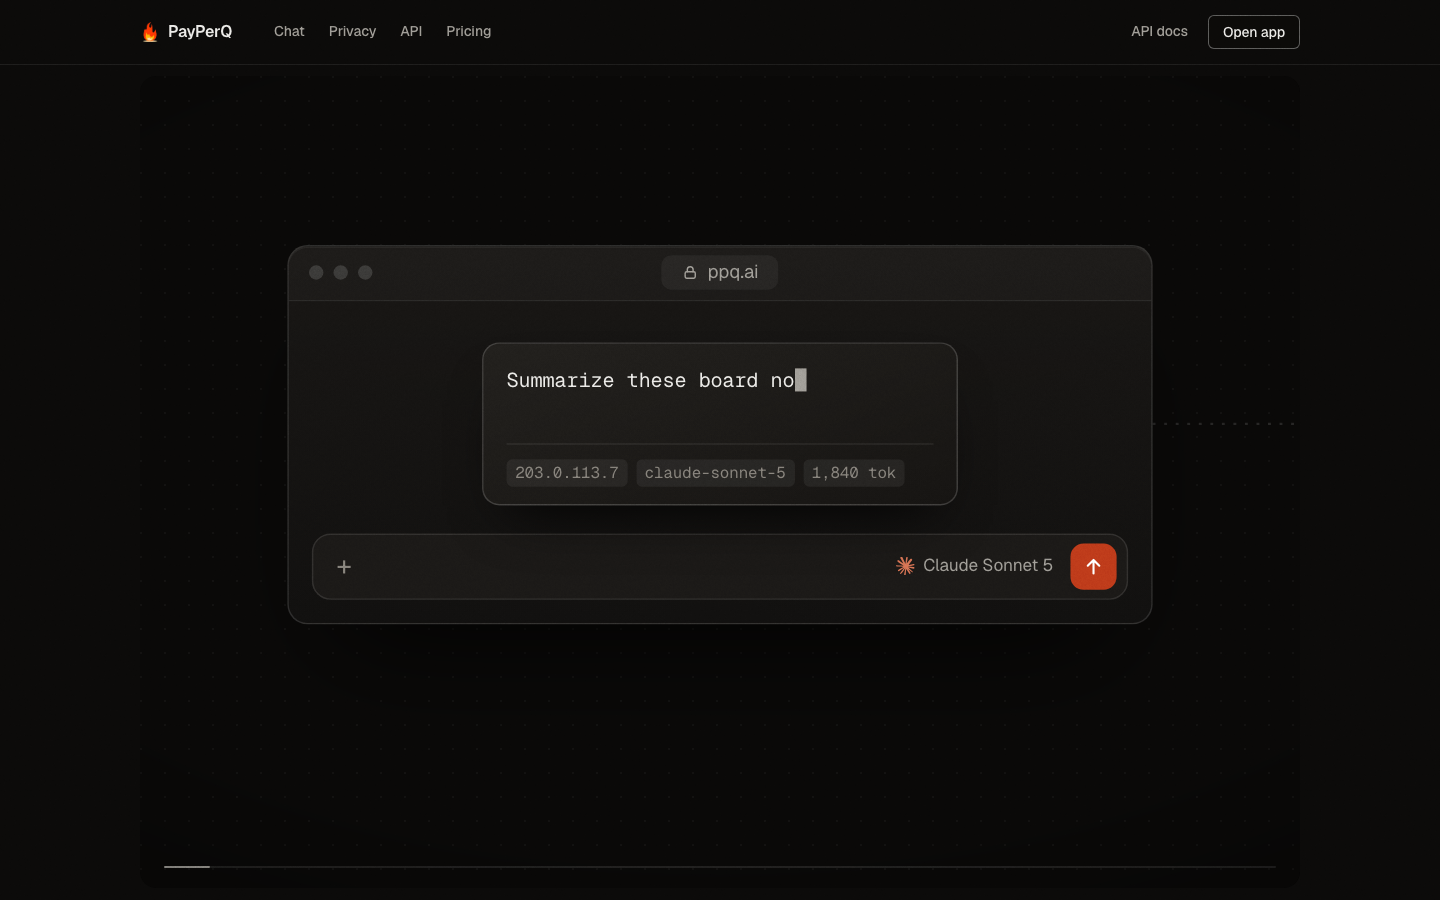 PayPerQ Chat Privacy API Pricing API docs Open app
ppq.ai
Summarize these board no
203.0.113.7 claude-sonnet-5 1,840 tok
+ Claude Sonnet 5